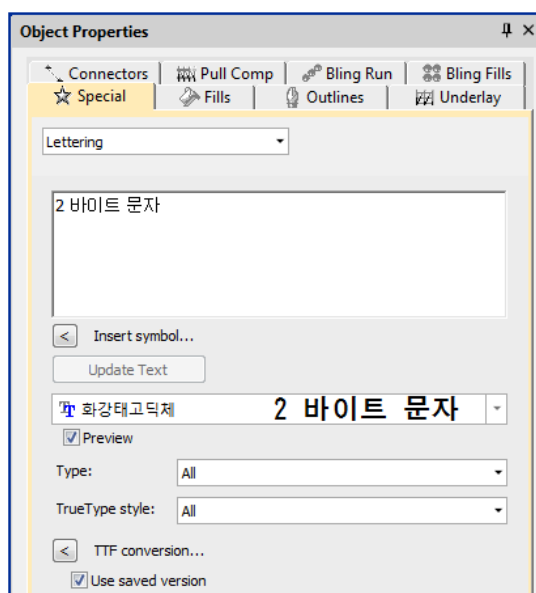 Object Properties
Connectors Pull Comp Bling Run Bling Fills
Special Fills Outlines Underlay
Lettering
2 바이트 문자
< Insert symbol...
Update Text
화강태고딕체 2 바이트 문자
Preview
Type: All
TrueType style: All
< TTF conversion...
Use saved version